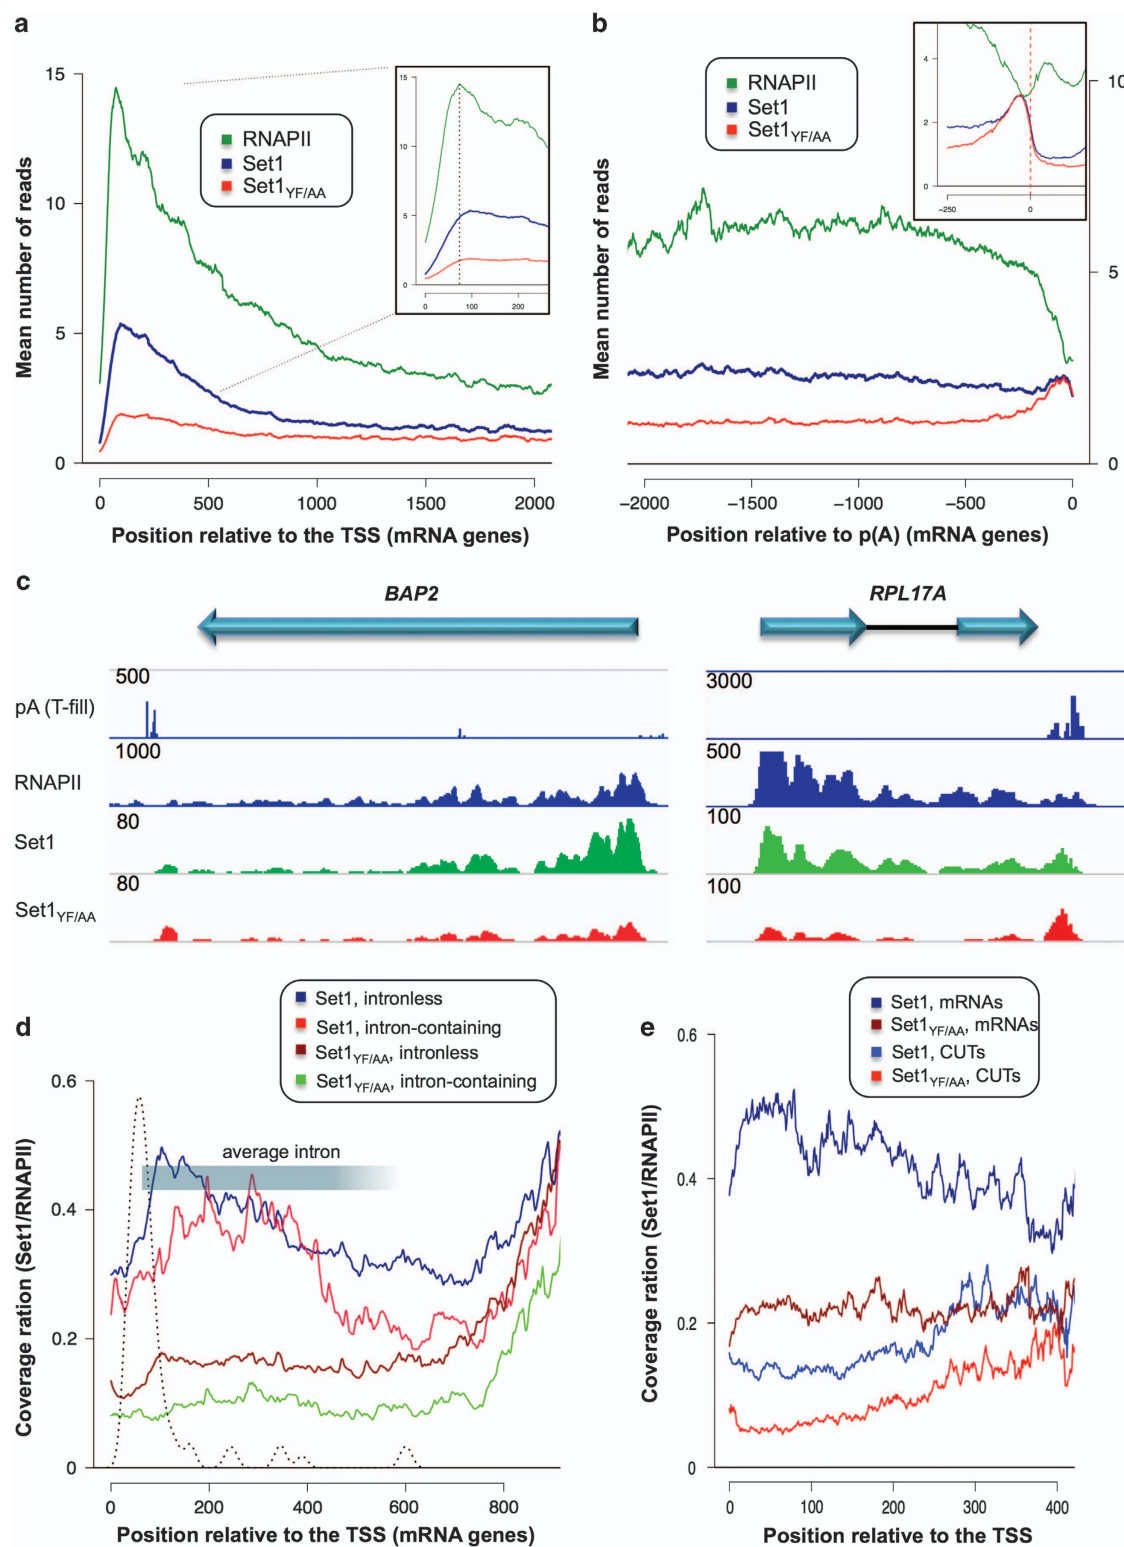 a
15
10
5
0
Mean number of reads
RNAPII
Set1
Set1YF/AA
15
10
5
0
0 100 200
0 500 1000 1500 2000
Position relative to the TSS (mRNA genes)
b
Mean number of reads
RNAPII
Set1
Set1YF/AA
4
2
0
−250 0
10
5
0
−2000 −1500 −1000 −500 0
Position relative to p(A) (mRNA genes)
c
BAP2
RPL17A
pA (T-fill)
500
3000
RNAPII
1000
500
Set1
80
100
Set1YF/AA
80
100
d
Set1, intronless
Set1, intron-containing
Set1YF/AA, intronless
Set1YF/AA, intron-containing
average intron
0.6
0.4
0.2
0
Coverage ration (Set1/RNAPII)
0 200 400 600 800
Position relative to the TSS (mRNA genes)
e
Set1, mRNAs
Set1YF/AA, mRNAs
Set1, CUTs
Set1YF/AA, CUTs
0.6
0.4
0.2
0
Coverage ration (Set1/RNAPII)
0 100 200 300 400
Position relative to the TSS